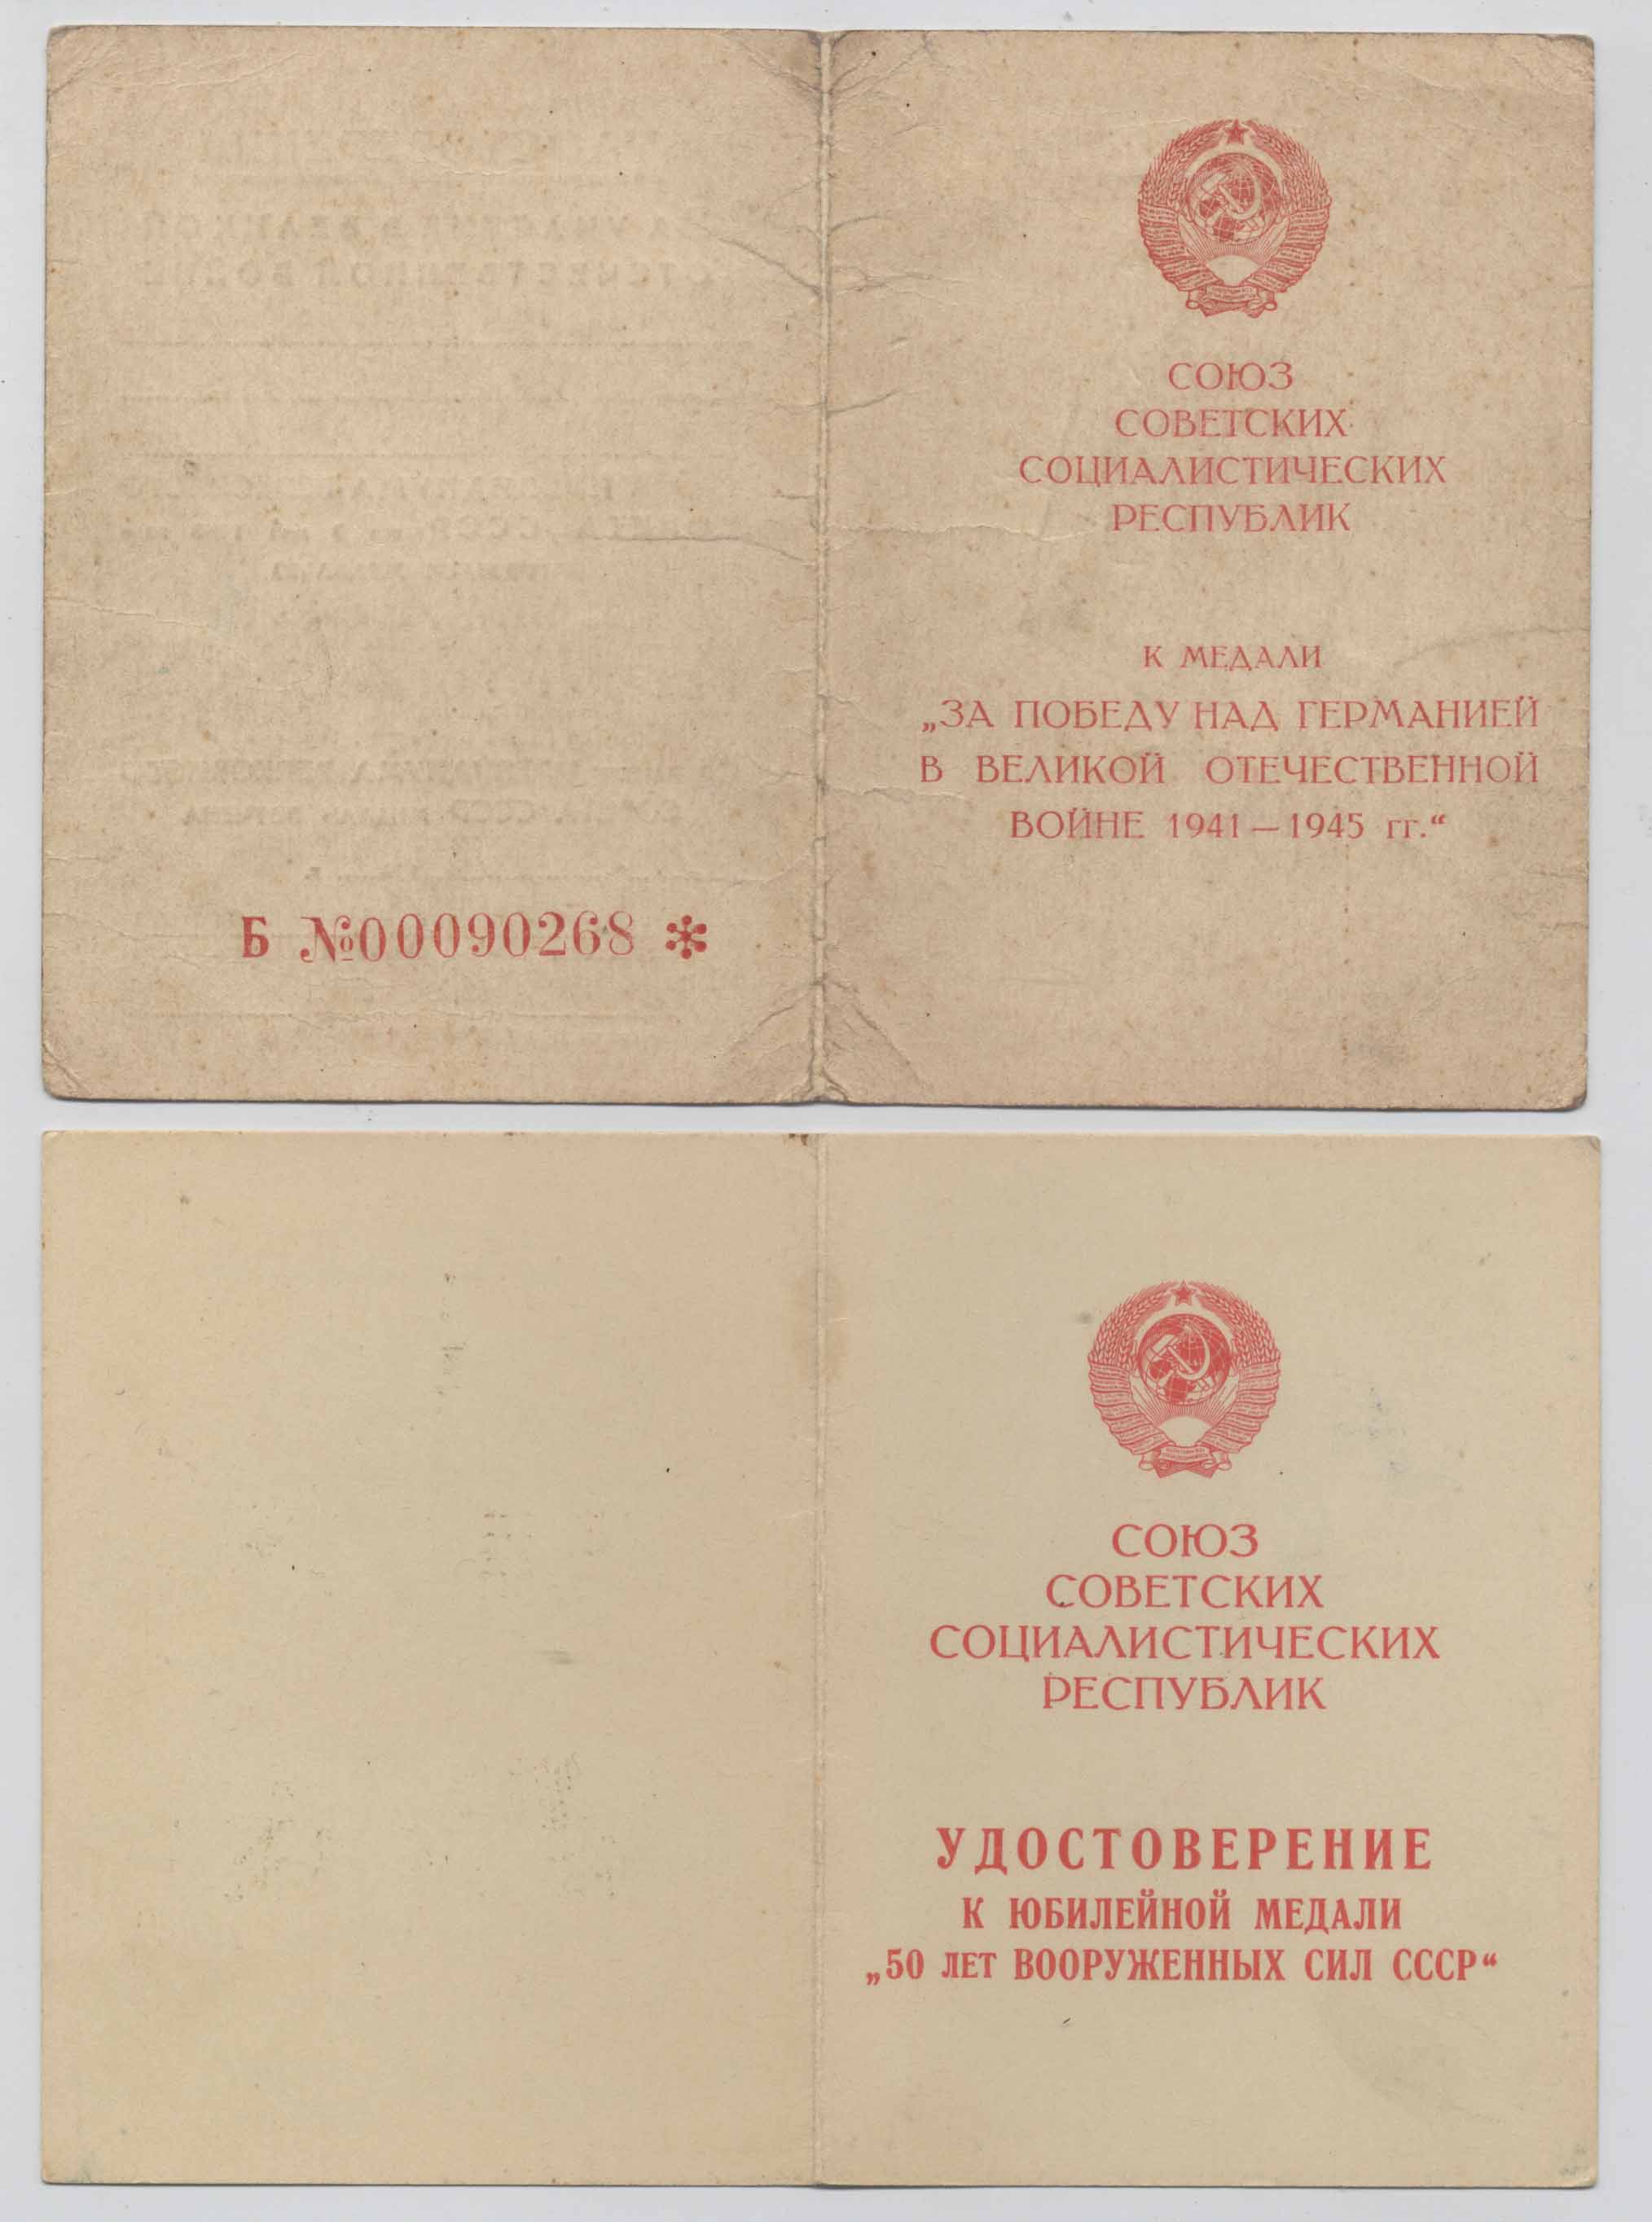 СОЮЗ
СОВЕТСКИХ
СОЦИАЛИСТИЧЕСКИХ
РЕСПУБЛИК
К МЕДАЛИ
„ЗА ПОБЕДУ НАД ГЕРМАНИЕЙ
В ВЕЛИКОЙ ОТЕЧЕСТВЕННОЙ
ВОЙНЕ 1941—1945 гг.“
Б №00090268 *
СОЮЗ
СОВЕТСКИХ
СОЦИАЛИСТИЧЕСКИХ
РЕСПУБЛИК
УДОСТОВЕРЕНИЕ
К ЮБИЛЕЙНОЙ МЕДАЛИ
„50 ЛЕТ ВООРУЖЕННЫХ СИЛ СССР“